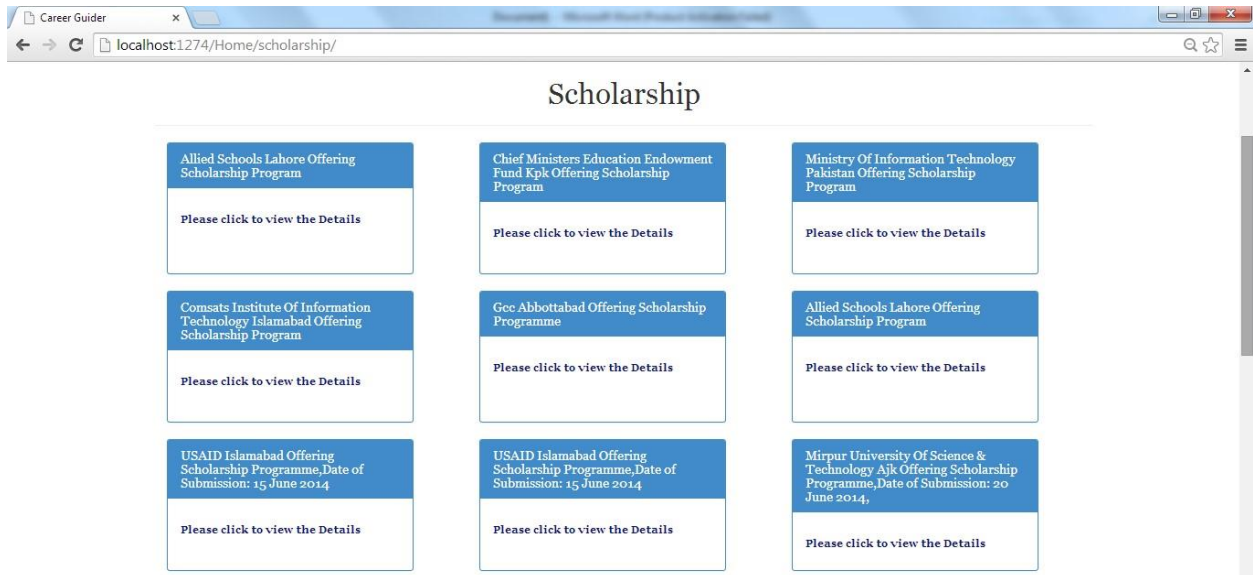 Career Guider
localhost:1274/Home/scholarship/
Scholarship
Allied Schools Lahore Offering
Scholarship Program
Please click to view the Details
Chief Ministers Education Endowment
Fund Kpk Offering Scholarship
Program
Please click to view the Details
Ministry Of Information Technology
Pakistan Offering Scholarship
Program
Please click to view the Details
Comsats Institute Of Information
Technology Islamabad Offering
Scholarship Program
Please click to view the Details
Gcc Abbottabad Offering Scholarship
Programme
Please click to view the Details
Allied Schools Lahore Offering
Scholarship Program
Please click to view the Details
USAID Islamabad Offering
Scholarship Programme,Date of
Submission: 15 June 2014
Please click to view the Details
USAID Islamabad Offering
Scholarship Programme,Date of
Submission: 15 June 2014
Please click to view the Details
Mirpur University Of Science &
Technology Ajk Offering Scholarship
Programme,Date of Submission: 20
June 2014,
Please click to view the Details